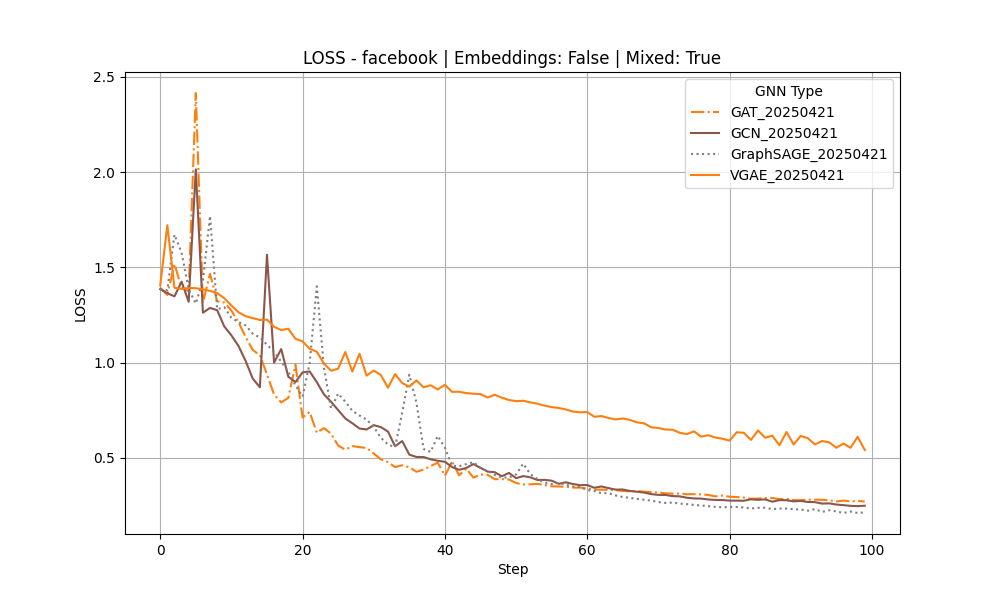 LOSS - facebook | Embeddings: False | Mixed: True
GNN Type
GAT_20250421
GCN_20250421
GraphSAGE_20250421
VGAE_20250421
LOSS
2.5
2.0
1.5
1.0
0.5
0 20 40 60 80 100
Step